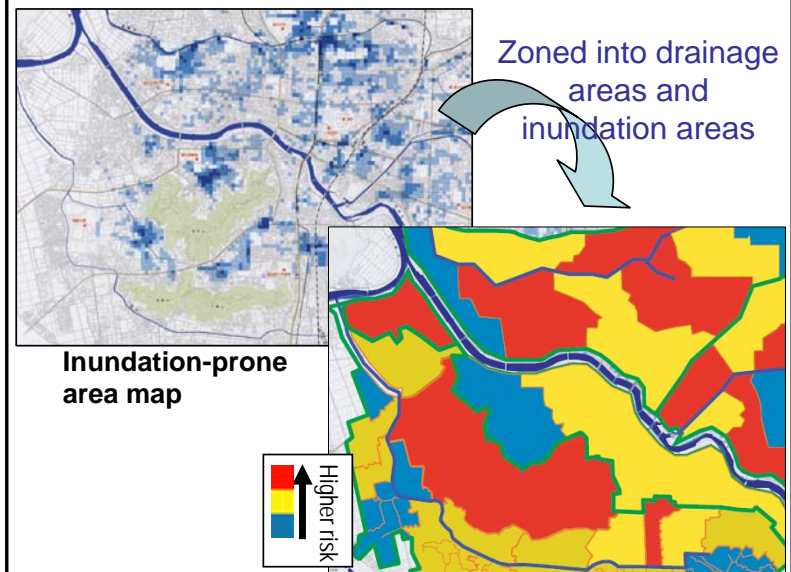 Zoned into drainage
areas and
inundation areas
Inundation-prone
area map
Higher risk